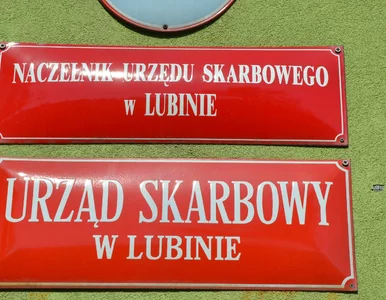 NACZELNIK URZĘDU SKARBOWEGO
w LUBINIE
URZĄD SKARBOWY
W LUBINIE